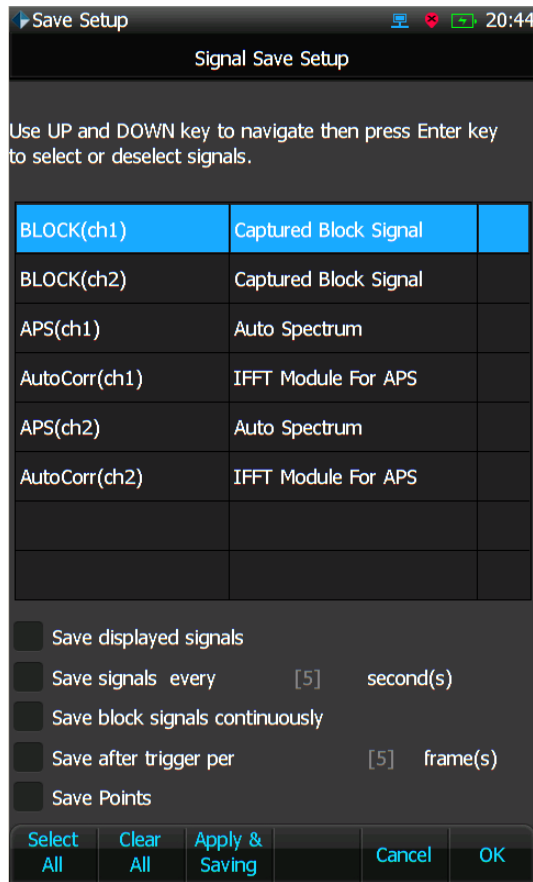 Save Setup 20:44
Signal Save Setup
Use UP and DOWN key to navigate then press Enter key
to select or deselect signals.
BLOCK(ch1) Captured Block Signal
BLOCK(ch2) Captured Block Signal
APS(ch1) Auto Spectrum
AutoCorr(ch1) IFFT Module For APS
APS(ch2) Auto Spectrum
AutoCorr(ch2) IFFT Module For APS
Save displayed signals
Save signals every [5] second(s)
Save block signals continuously
Save after trigger per [5] frame(s)
Save Points
Select All Clear All Apply & Saving Cancel OK